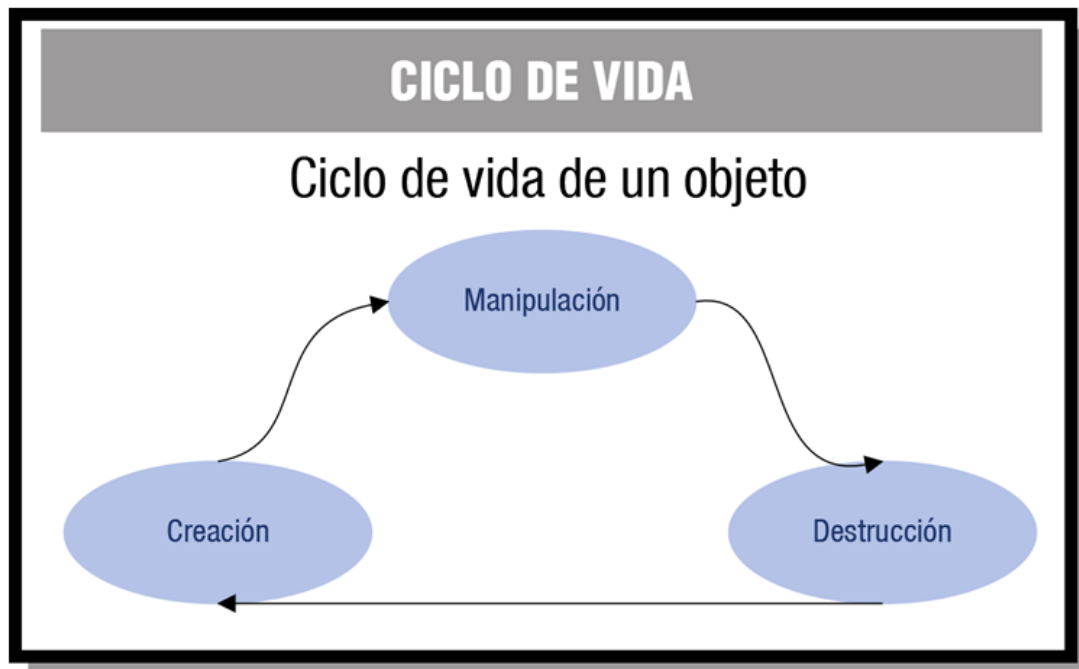 CICLO DE VIDA
Ciclo de vida de un objeto
Manipulación
Creación
Destrucción